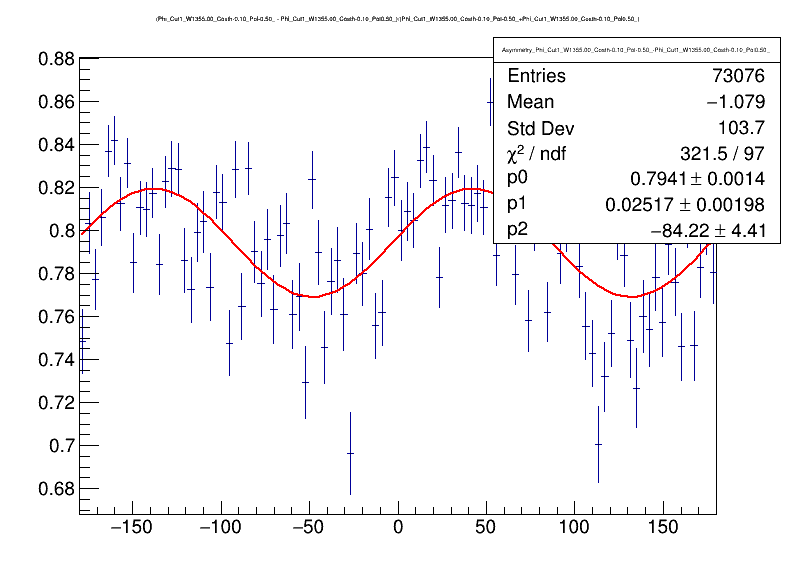 (Phi_Cut1_W1355.00_Costh-0.10_Pol-0.50_ - Phi_Cut1_W1355.00_Costh-0.10_Pol0.50_)/(Phi_Cut1_W1355.00_Costh-0.10_Pol-0.50_+Phi_Cut1_W1355.00_Costh-0.10_Pol0.50_)
Asymmetry_Phi_Cut1_W1355.00_Costh-0.10_Pol-0.50_-Phi_Cut1_W1355.00_Costh-0.10_Pol0.50_
Entries 73076
Mean −1.079
Std Dev 103.7
χ² / ndf 321.5 / 97
p0 0.7941 ± 0.0014
p1 0.02517 ± 0.00198
p2 −84.22 ± 4.41
0.88
0.86
0.84
0.82
0.8
0.78
0.76
0.74
0.72
0.7
0.68
−150 −100 −50 0 50 100 150